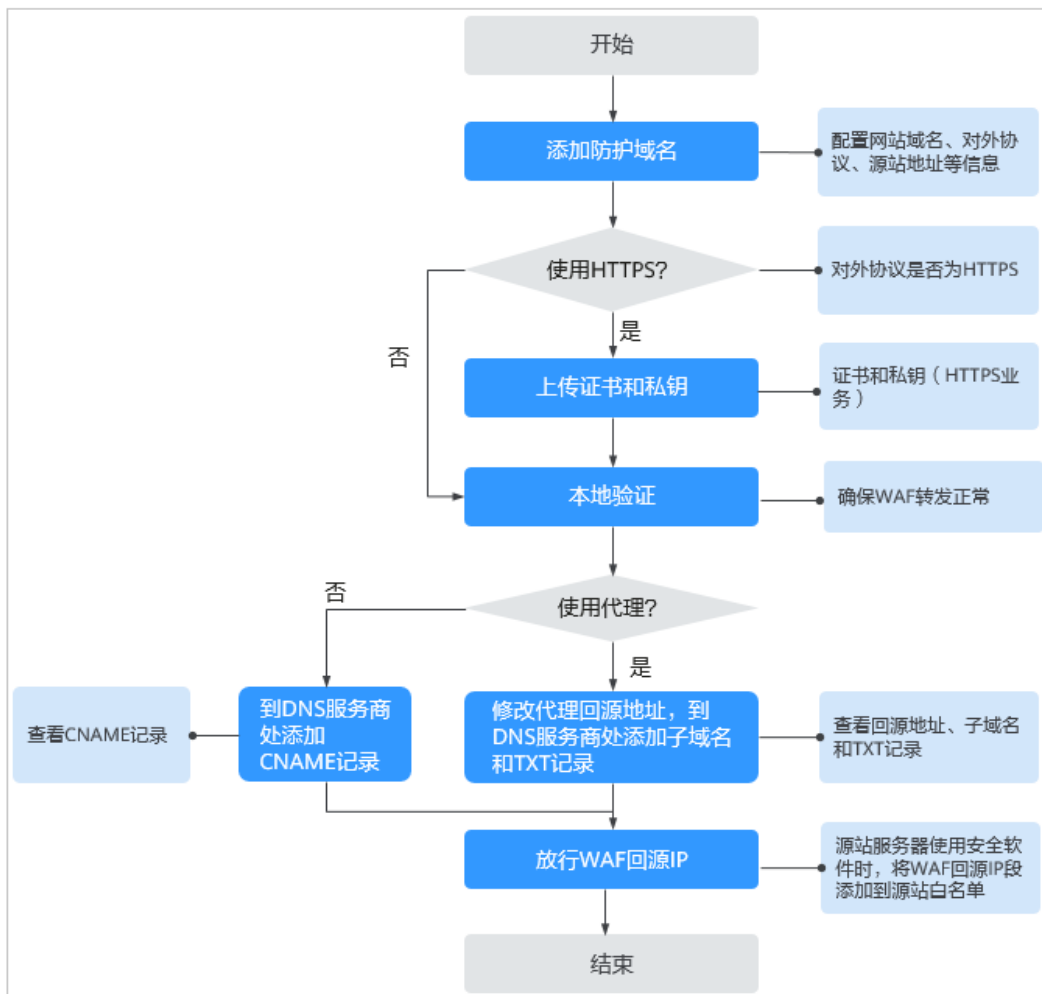 开始
添加防护域名
配置网站域名、对外协
议、源站地址等信息
使用HTTPS?
对外协议是否为HTTPS
是
否
上传证书和私钥
证书和私钥（HTTPS业
务）
本地验证
确保WAF转发正常
使用代理?
否
是
查看CNAME记录
到DNS服务商
处添加
CNAME记录
修改代理回源地址，到
DNS服务商处添加子域名
和TXT记录
查看回源地址、子域名
和TXT记录
放行WAF回源IP
源站服务器使用安全软
件时，将WAF回源IP段
添加到源站白名单
结束